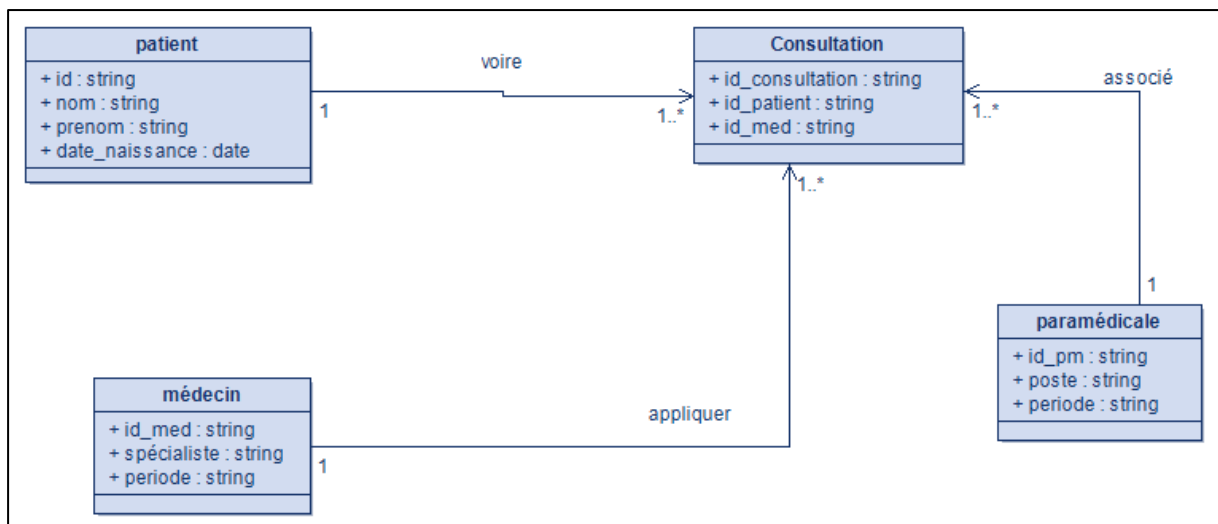 patient
+ id : string
+ nom : string
+ prenom : string
+ date_naissance : date
voire
1
1..*
Consultation
+ id_consultation : string
+ id_patient : string
+ id_med : string
associé
1..*
1..*
1
paramédicale
+ id_pm : string
+ poste : string
+ periode : string
médecin
+ id_med : string
+ spécialiste : string
+ periode : string
appliquer
1